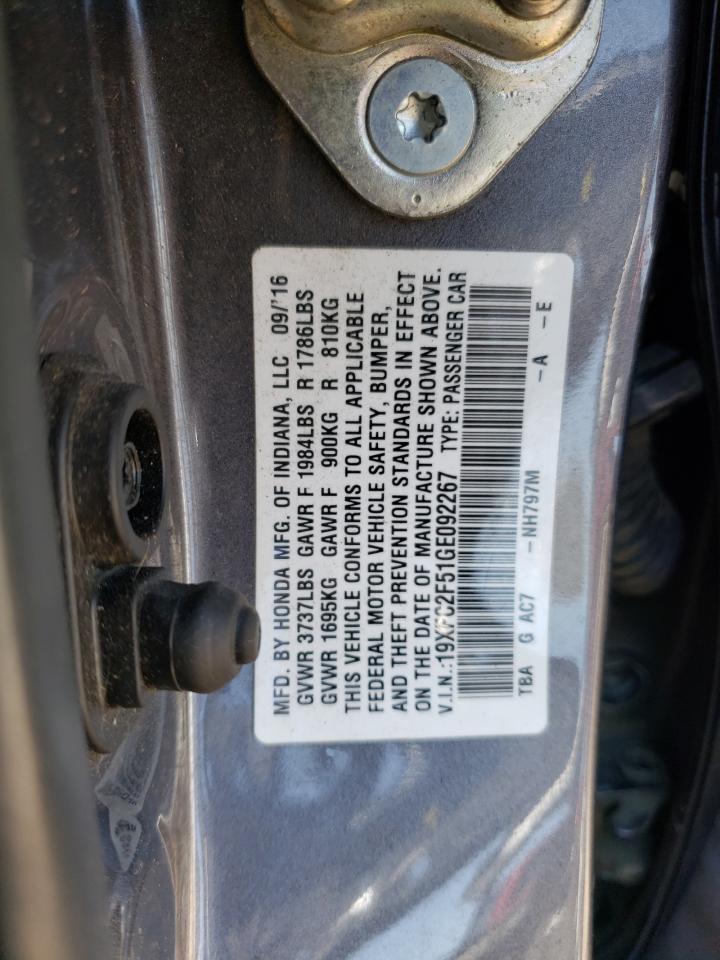 MFD. BY HONDA MFG. OF INDIANA, LLC 09/'16
GVWR 3737LBS GAWR F 1984LBS R 1786LBS
GVWR 1695KG GAWR F 900KG R 810KG
THIS VEHICLE CONFORMS TO ALL APPLICABLE
FEDERAL MOTOR VEHICLE SAFETY, BUMPER,
AND THEFT PREVENTION STANDARDS IN EFFECT
ON THE DATE OF MANUFACTURE SHOWN ABOVE.
V.I.N.:19XFC2F51GE092267 TYPE: PASSENGER CAR
TBA G AC7 –NH797M –A –E